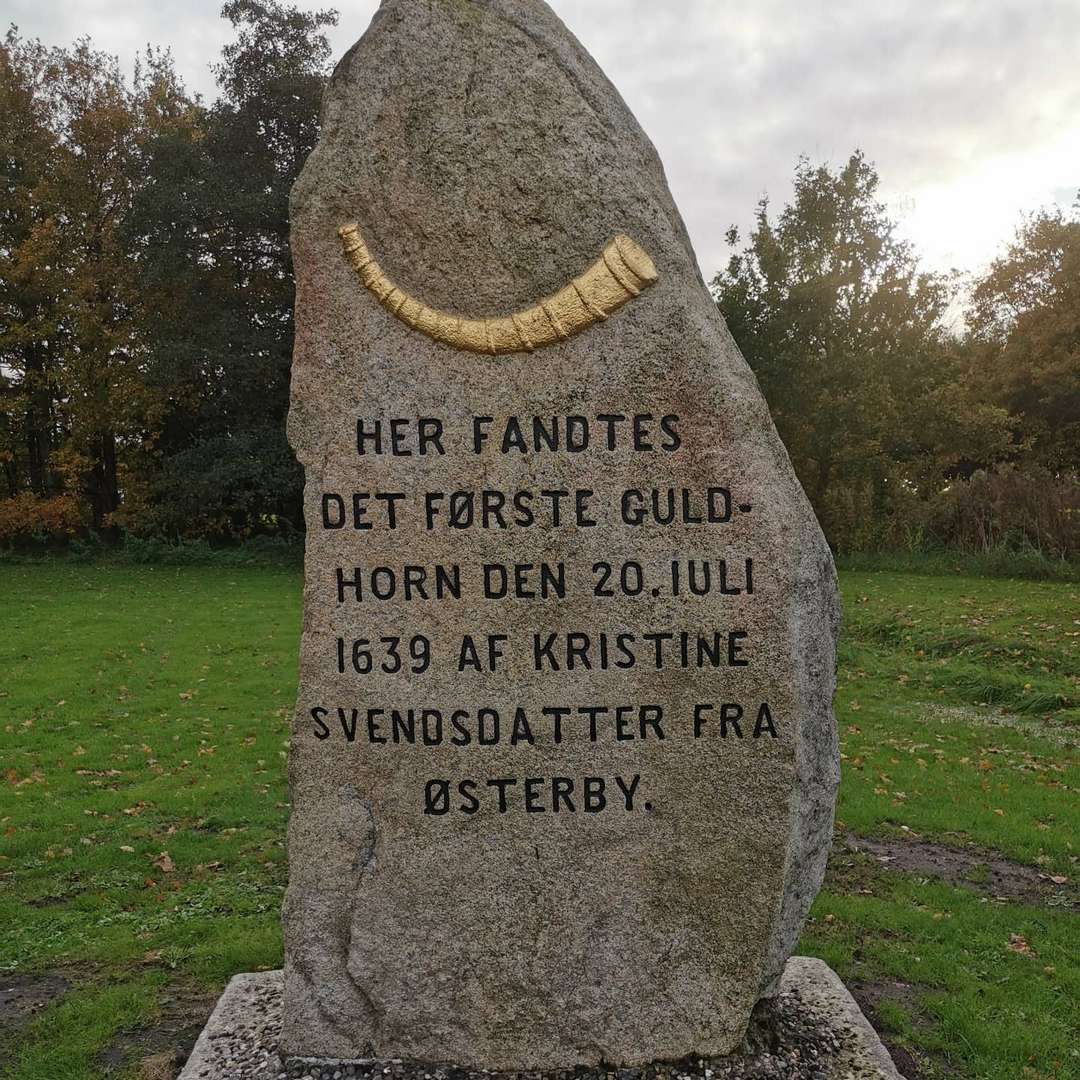 HER FANDTES
DET FØRSTE GULD-
HORN DEN 20. IULI
1639 AF KRISTINE
SVENDSDATTER FRA
ØSTERBY.